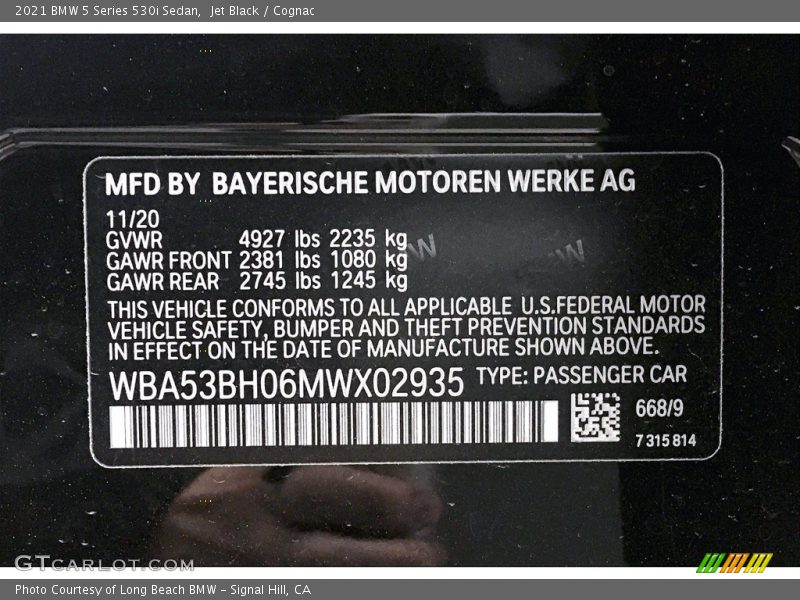 2021 BMW 5 Series 530i Sedan,  Jet Black / Cognac
MFD BY BAYERISCHE MOTOREN WERKE AG
11/20
GVWR 4927 lbs 2235 kg
GAWR FRONT 2381 lbs 1080 kg
GAWR REAR 2745 lbs 1245 kg
THIS VEHICLE CONFORMS TO ALL APPLICABLE U.S.FEDERAL MOTOR
VEHICLE SAFETY, BUMPER AND THEFT PREVENTION STANDARDS
IN EFFECT ON THE DATE OF MANUFACTURE SHOWN ABOVE.
WBA53BH06MWX02935 TYPE: PASSENGER CAR
668/9
7 315 814
GTCARLOT.COM
Photo Courtesy of Long Beach BMW – Signal Hill, CA